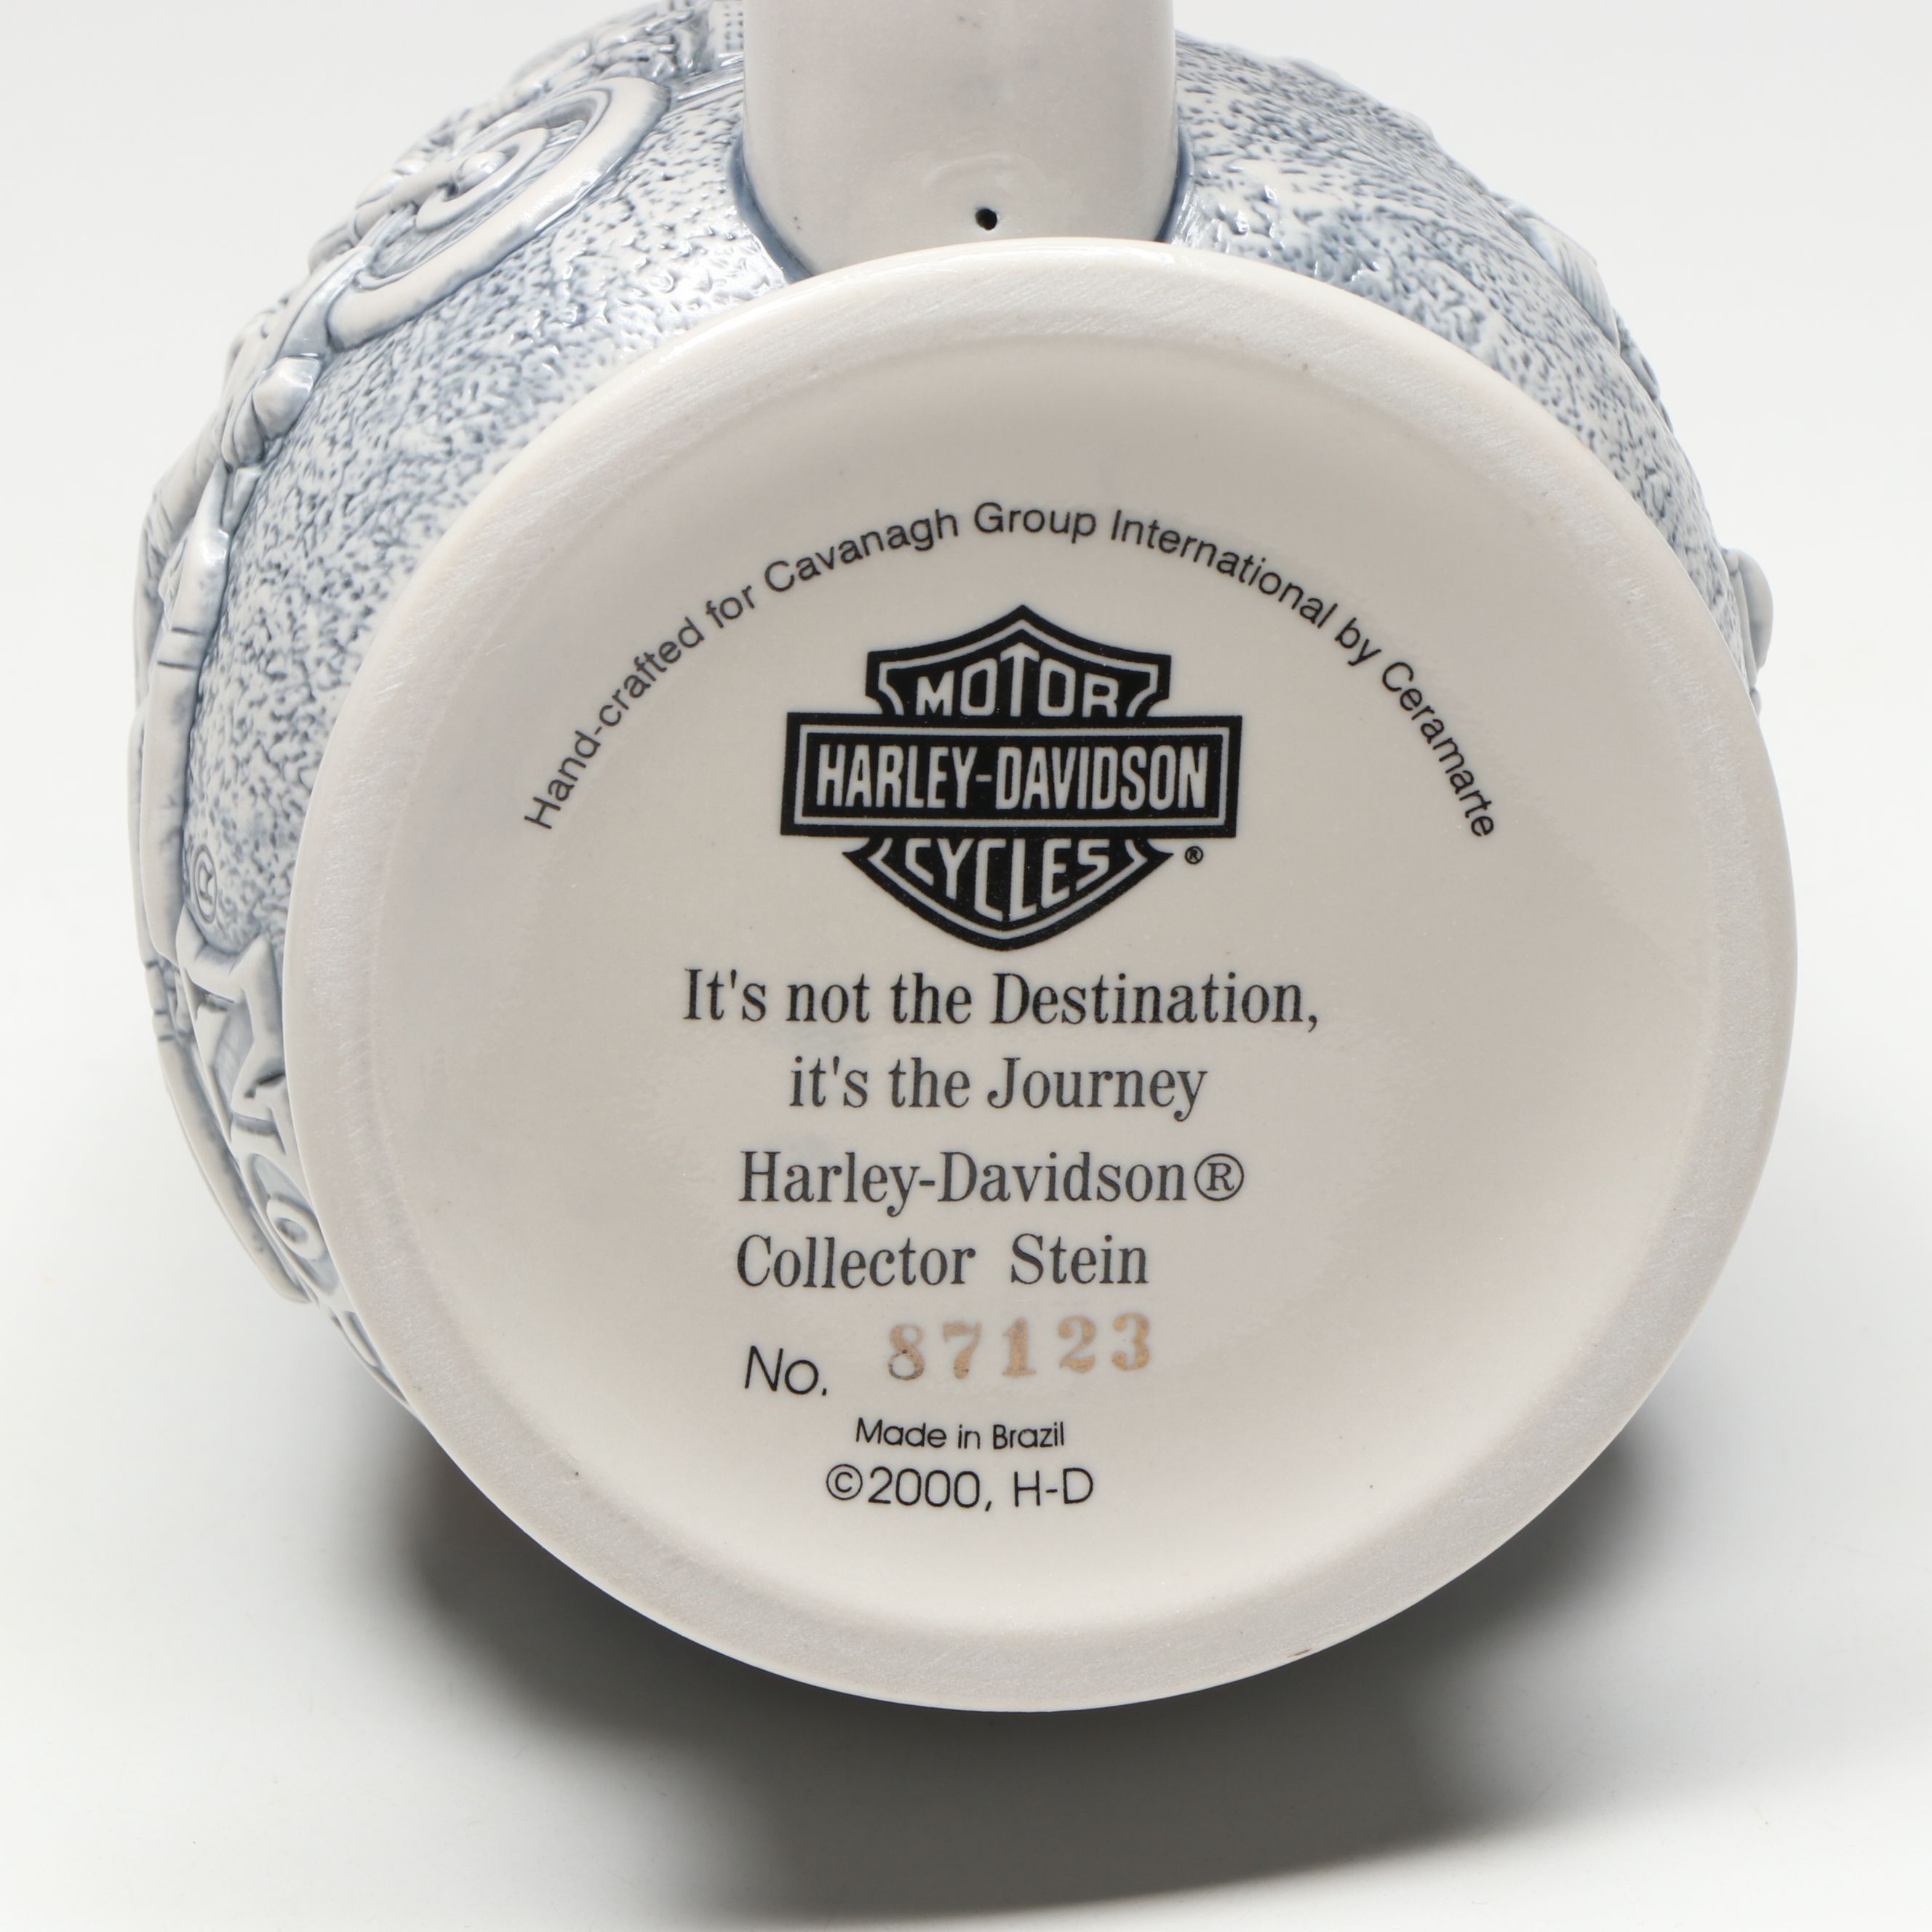 Hand-crafted for Cavanagh Group International by Ceramarte
MOTOR
HARLEY-DAVIDSON
CYCLES ®
It's not the Destination,
it's the Journey
Harley-Davidson®
Collector Stein
No. 87123
Made in Brazil
©2000, H-D
®